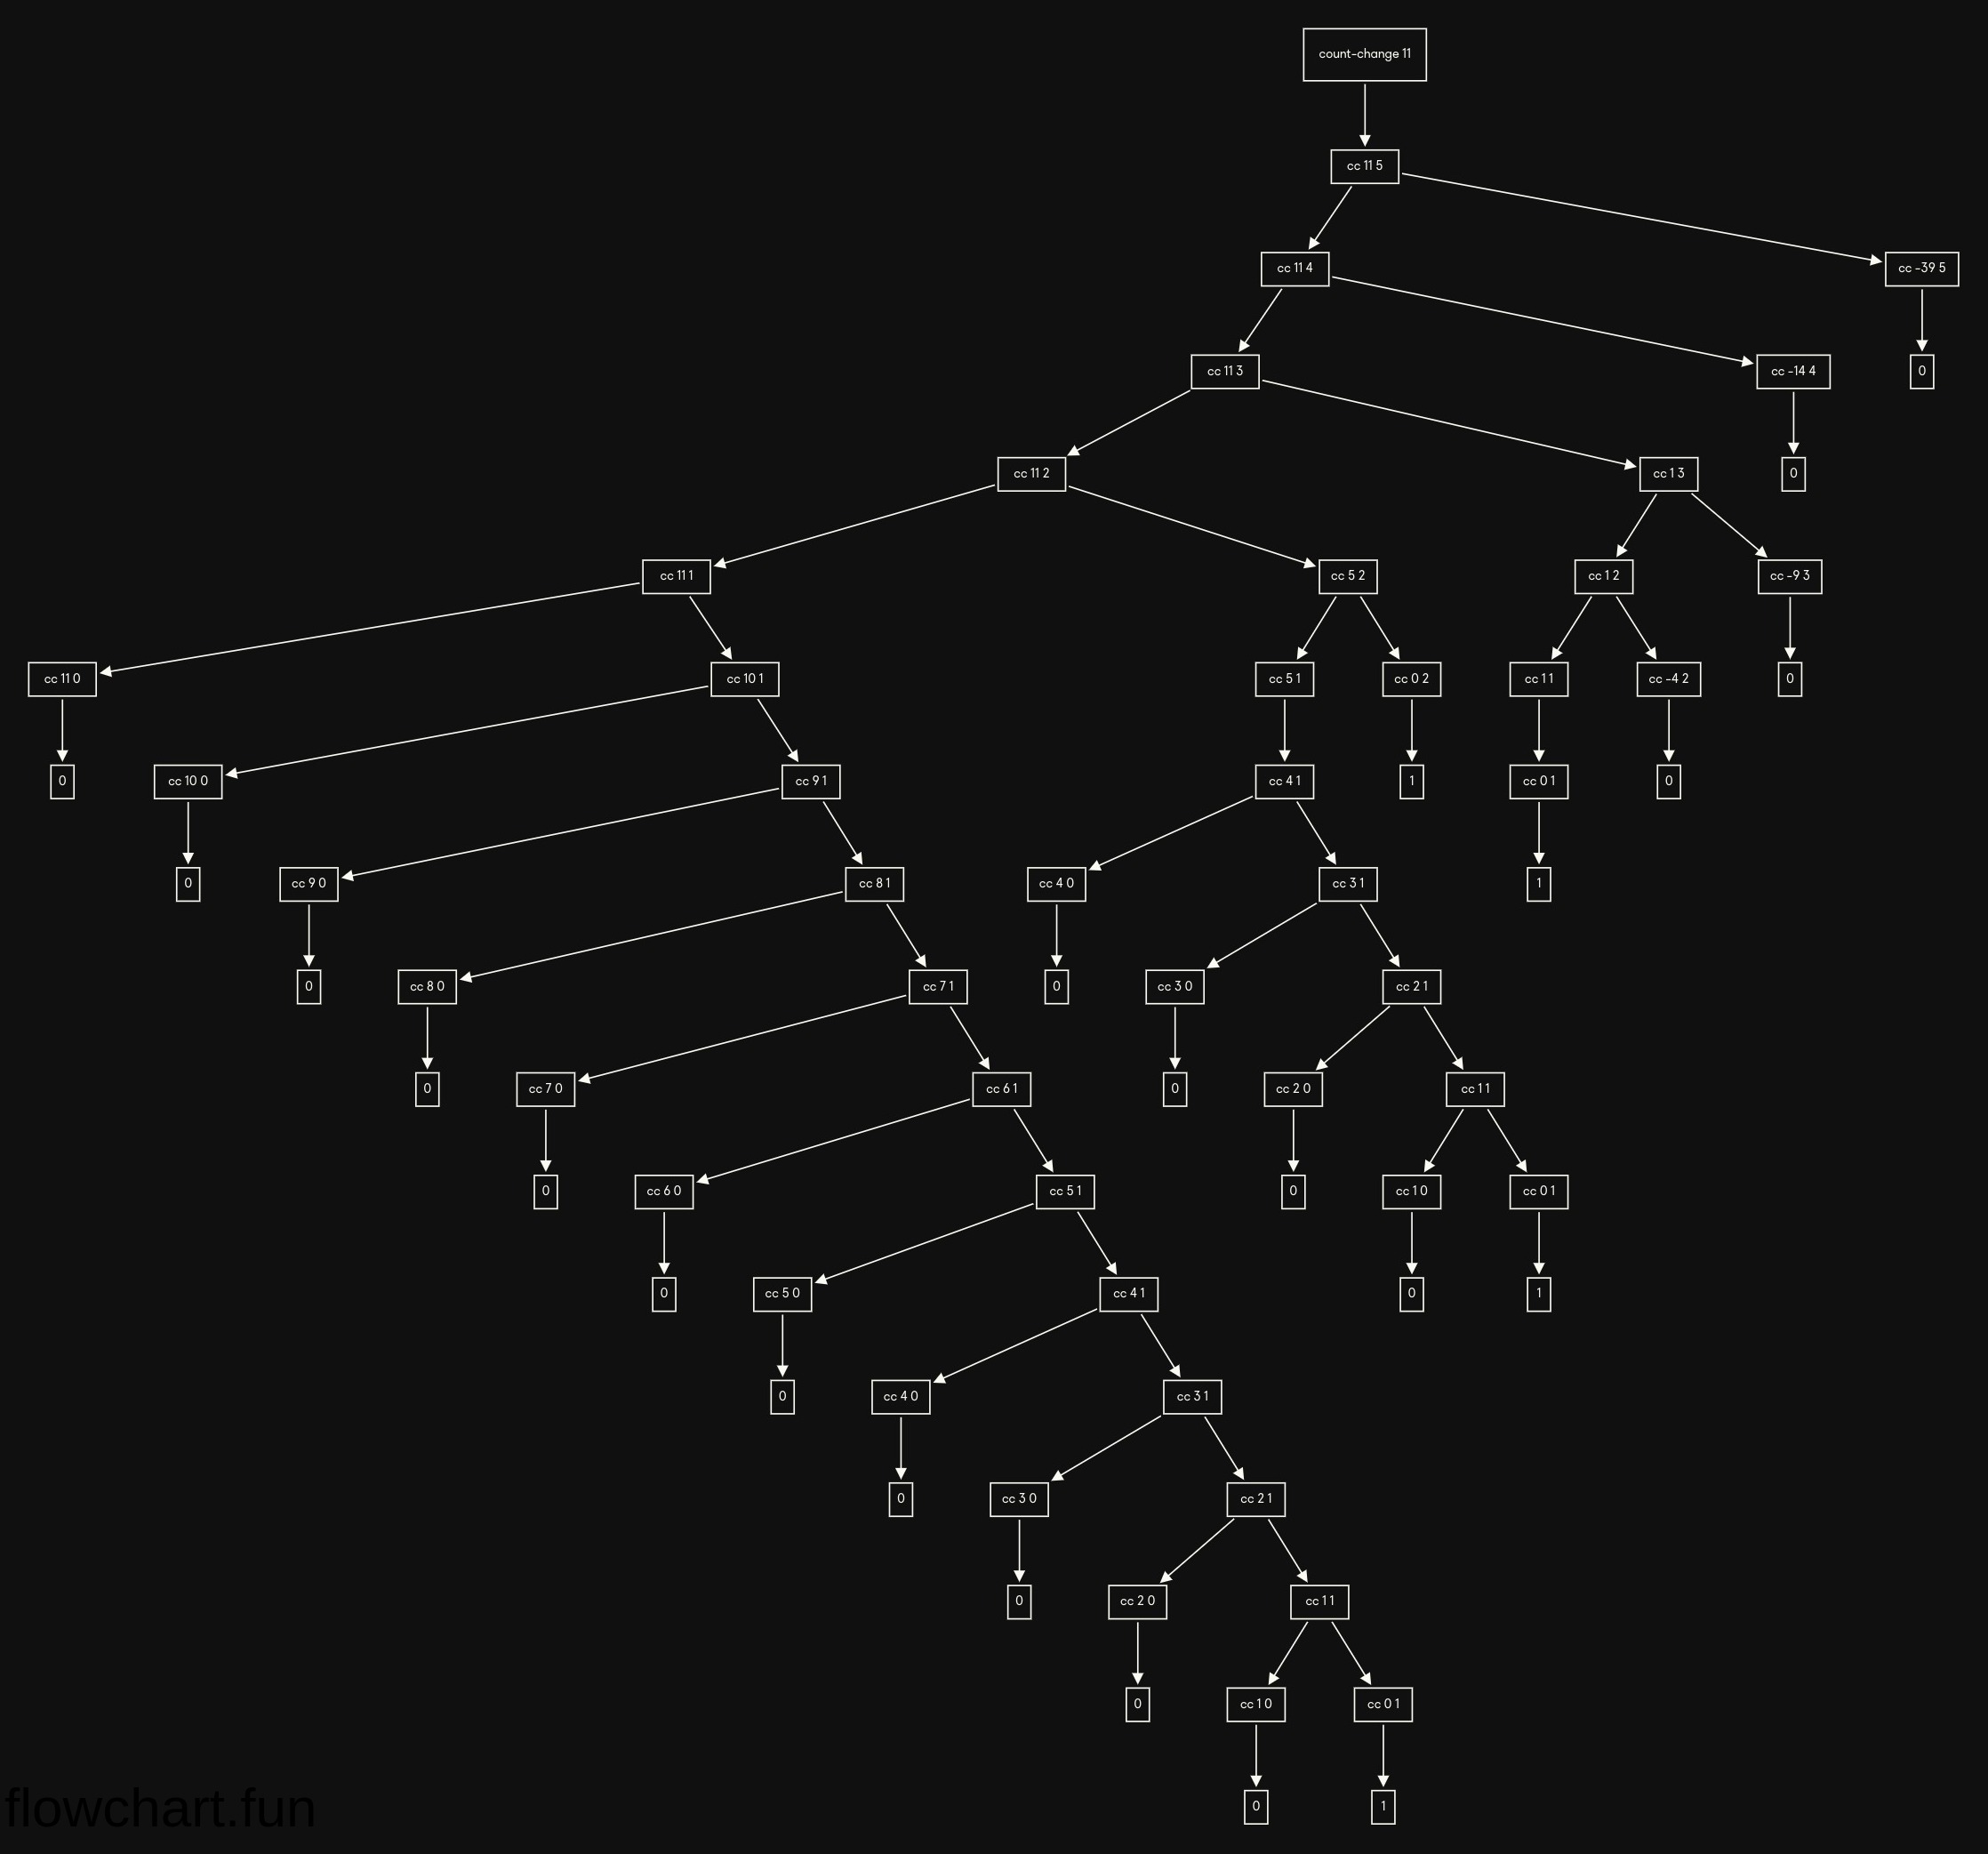 count-change 11
cc 11 5
cc 11 4
cc -39 5
cc 11 3
cc -14 4
0
cc 11 2
cc 1 3
0
cc 11 1
cc 5 2
cc 1 2
cc -9 3
cc 11 0
cc 10 1
cc 5 1
cc 0 2
cc 1 1
cc -4 2
0
0
cc 10 0
cc 9 1
cc 4 1
1
cc 0 1
0
0
cc 9 0
cc 8 1
cc 4 0
cc 3 1
1
0
cc 8 0
cc 7 1
0
cc 3 0
cc 2 1
0
cc 7 0
cc 6 1
0
cc 2 0
cc 1 1
0
cc 6 0
cc 5 1
0
cc 1 0
cc 0 1
0
cc 5 0
cc 4 1
0
1
0
cc 4 0
cc 3 1
0
cc 3 0
cc 2 1
0
cc 2 0
cc 1 1
0
cc 1 0
cc 0 1
0
1
flowchart.fun